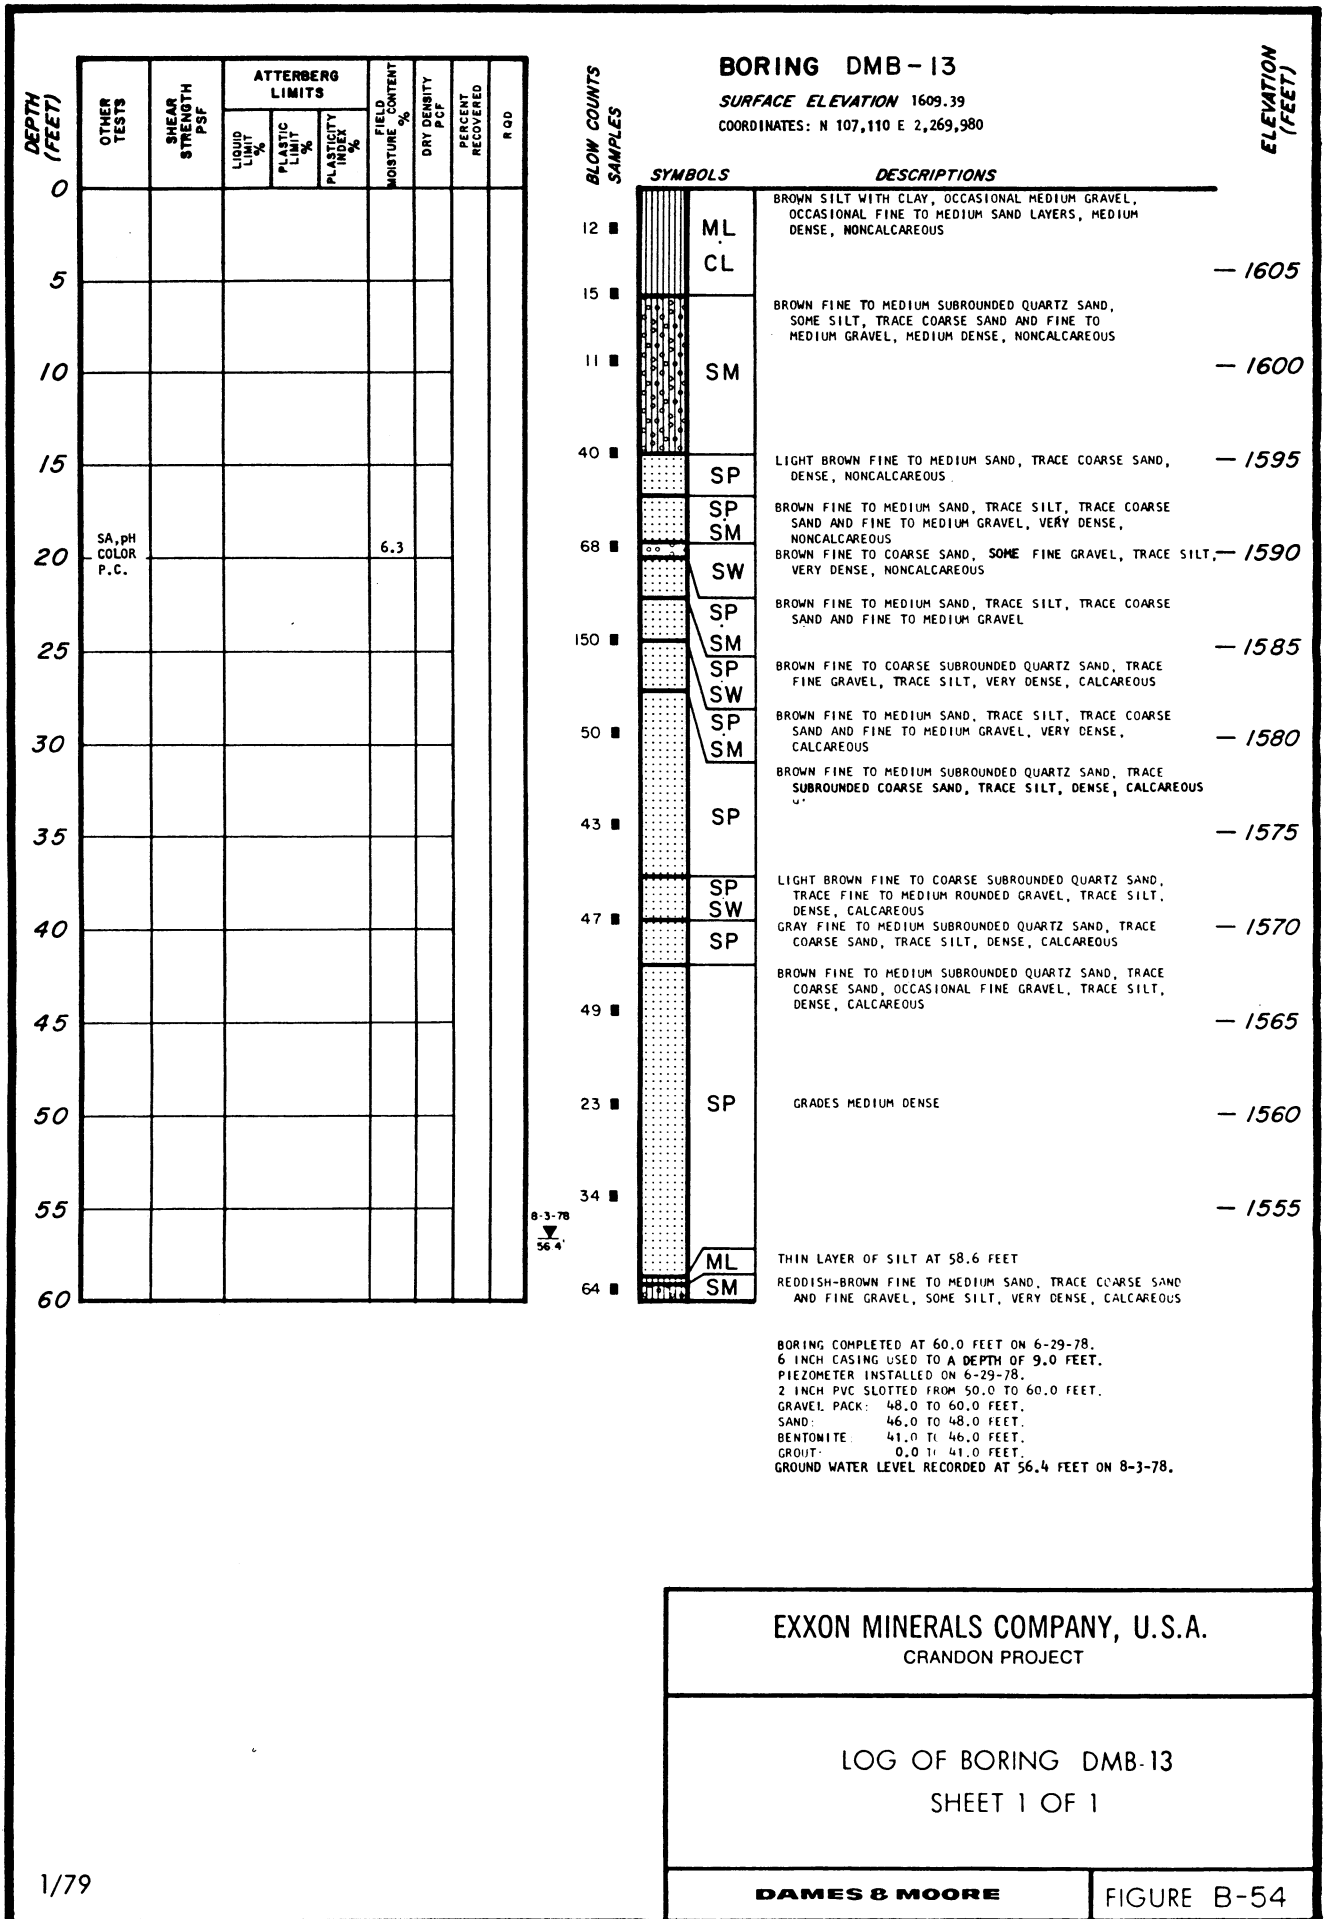 BORING DMB-13
SURFACE ELEVATION 1609.39
COORDINATES: N 107,110 E 2,269,980
DEPTH (FEET)
OTHER TESTS
SHEAR STRENGTH PSF
ATTERBERG LIMITS
LIQUID LIMIT %
PLASTIC LIMIT %
PLASTICITY INDEX %
FIELD MOISTURE CONTENT %
DRY DENSITY PCF
PERCENT RECOVERED
RQD
BLOW COUNTS
SAMPLES
SYMBOLS
DESCRIPTIONS
ELEVATION (FEET)
0
5
10
15
20
25
30
35
40
45
50
55
60
SA,pH
COLOR
P.C.
6.3
8-3-78
56.4'
12
15
11
40
68
150
50
43
47
49
23
34
64
ML
CL
BROWN SILT WITH CLAY, OCCASIONAL MEDIUM GRAVEL,
OCCASIONAL FINE TO MEDIUM SAND LAYERS, MEDIUM
DENSE, NONCALCAREOUS
SM
BROWN FINE TO MEDIUM SUBROUNDED QUARTZ SAND,
SOME SILT, TRACE COARSE SAND AND FINE TO
MEDIUM GRAVEL, MEDIUM DENSE, NONCALCAREOUS
SP
LIGHT BROWN FINE TO MEDIUM SAND, TRACE COARSE SAND,
DENSE, NONCALCAREOUS
SP
SM
BROWN FINE TO MEDIUM SAND, TRACE SILT, TRACE COARSE
SAND AND FINE TO MEDIUM GRAVEL, VERY DENSE,
NONCALCAREOUS
SW
BROWN FINE TO COARSE SAND, SOME FINE GRAVEL, TRACE SILT,
VERY DENSE, NONCALCAREOUS
SP
SM
BROWN FINE TO MEDIUM SAND, TRACE SILT, TRACE COARSE
SAND AND FINE TO MEDIUM GRAVEL
SP
SW
BROWN FINE TO COARSE SUBROUNDED QUARTZ SAND, TRACE
FINE GRAVEL, TRACE SILT, VERY DENSE, CALCAREOUS
SP
SM
BROWN FINE TO MEDIUM SAND, TRACE SILT, TRACE COARSE
SAND AND FINE TO MEDIUM GRAVEL, VERY DENSE,
CALCAREOUS
SP
BROWN FINE TO MEDIUM SUBROUNDED QUARTZ SAND, TRACE
SUBROUNDED COARSE SAND, TRACE SILT, DENSE, CALCAREOUS
SP
SW
LIGHT BROWN FINE TO COARSE SUBROUNDED QUARTZ SAND,
TRACE FINE TO MEDIUM ROUNDED GRAVEL, TRACE SILT,
DENSE, CALCAREOUS
SP
GRAY FINE TO MEDIUM SUBROUNDED QUARTZ SAND, TRACE
COARSE SAND, TRACE SILT, DENSE, CALCAREOUS
BROWN FINE TO MEDIUM SUBROUNDED QUARTZ SAND, TRACE
COARSE SAND, OCCASIONAL FINE GRAVEL, TRACE SILT,
DENSE, CALCAREOUS
SP
GRADES MEDIUM DENSE
ML
THIN LAYER OF SILT AT 58.6 FEET
SM
REDDISH-BROWN FINE TO MEDIUM SAND, TRACE COARSE SAND
AND FINE GRAVEL, SOME SILT, VERY DENSE, CALCAREOUS
— 1605
— 1600
— 1595
— 1590
— 1585
— 1580
— 1575
— 1570
— 1565
— 1560
— 1555
BORING COMPLETED AT 60.0 FEET ON 6-29-78.
6 INCH CASING USED TO A DEPTH OF 9.0 FEET.
PIEZOMETER INSTALLED ON 6-29-78.
2 INCH PVC SLOTTED FROM 50.0 TO 60.0 FEET.
GRAVEL PACK: 48.0 TO 60.0 FEET.
SAND: 46.0 TO 48.0 FEET.
BENTONITE: 41.0 TO 46.0 FEET.
GROUT: 0.0 TO 41.0 FEET.
GROUND WATER LEVEL RECORDED AT 56.4 FEET ON 8-3-78.
EXXON MINERALS COMPANY, U.S.A.
CRANDON PROJECT
LOG OF BORING DMB-13
SHEET 1 OF 1
DAMES & MOORE
FIGURE B-54
1/79